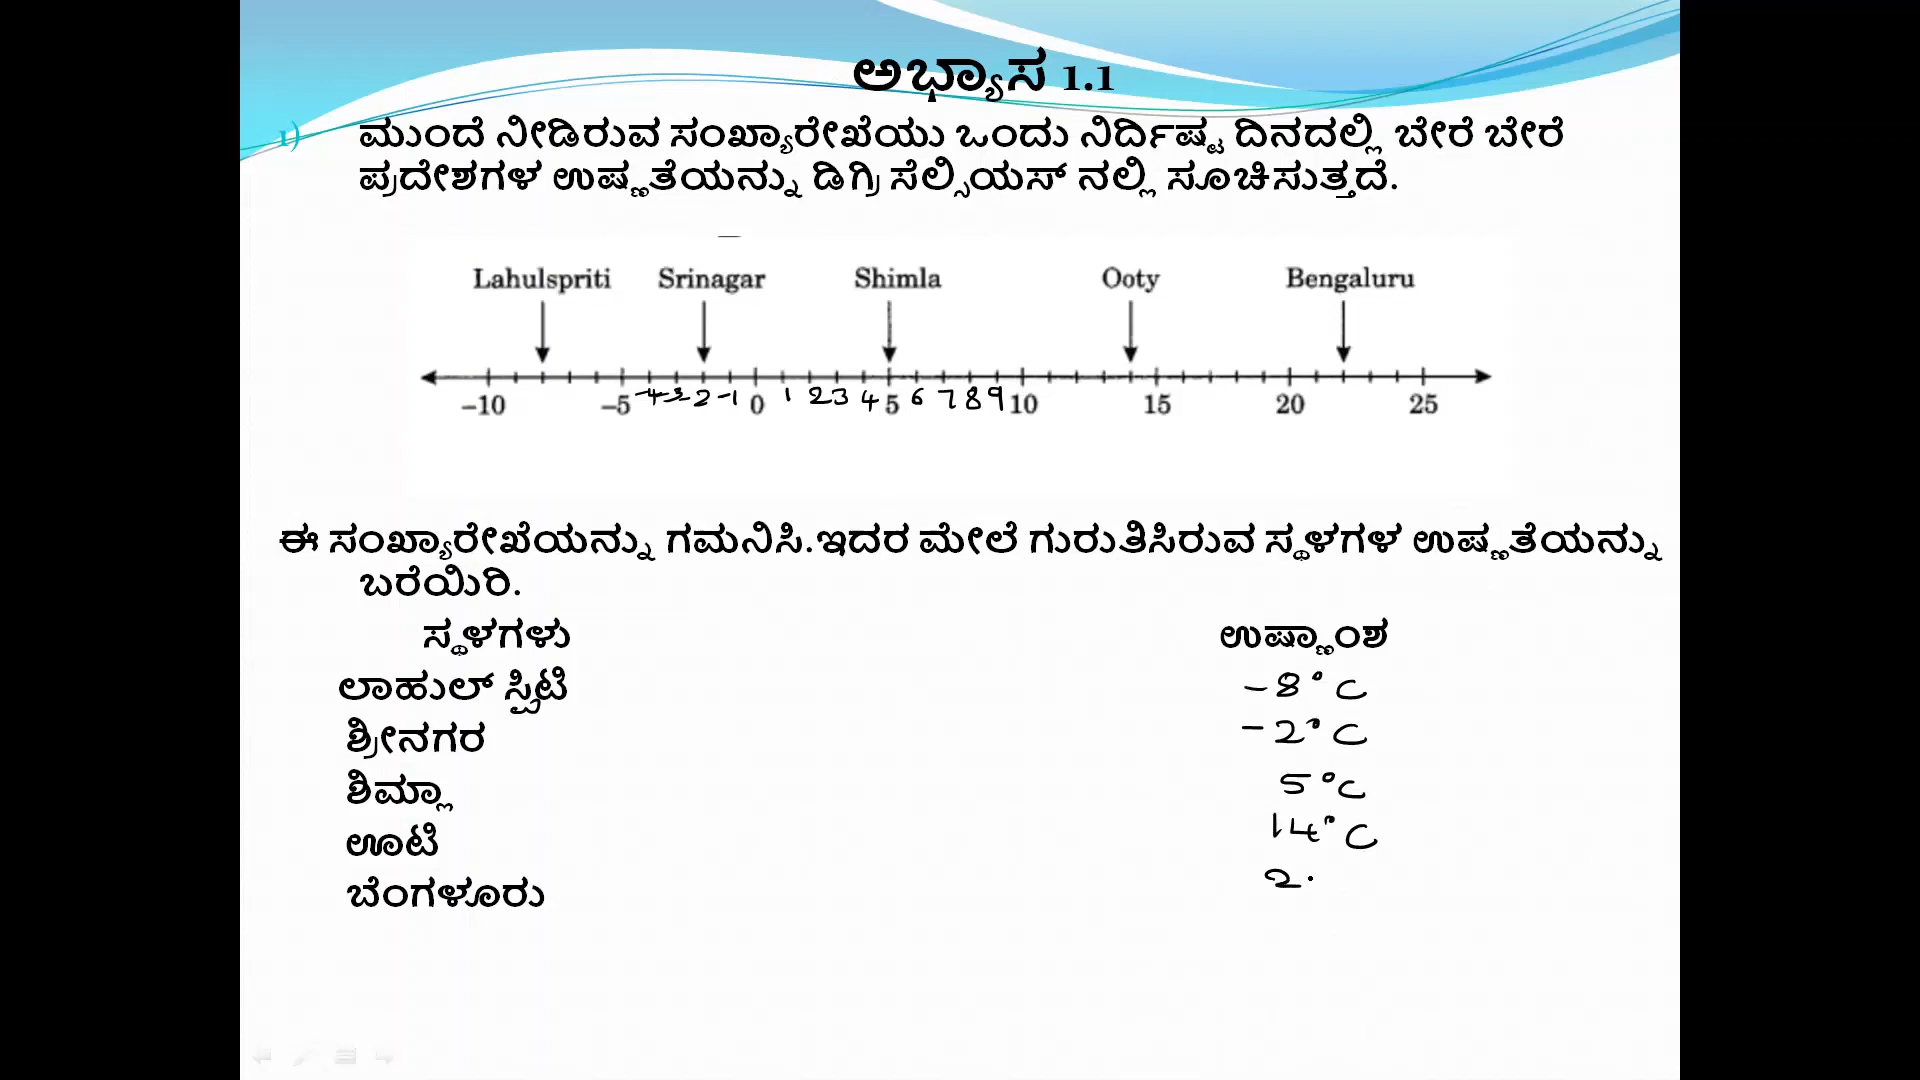 ಅಭ್ಯಾಸ 1.1
1) ಮುಂದೆ ನೀಡಿರುವ ಸಂಖ್ಯಾರೇಖೆಯು ಒಂದು ನಿರ್ದಿಷ್ಟ ದಿನದಲ್ಲಿ ಬೇರೆ ಬೇರೆ
ಪ್ರದೇಶಗಳ ಉಷ್ಣತೆಯನ್ನು ಡಿಗ್ರಿ ಸೆಲ್ಸಿಯಸ್ ನಲ್ಲಿ ಸೂಚಿಸುತ್ತದೆ.
Lahulspriti Srinagar Shimla Ooty Bengaluru
–10 –5 -4 -3 -2 -1 0 1 2 3 4 5 6 7 8 9 10 15 20 25
ಈ ಸಂಖ್ಯಾರೇಖೆಯನ್ನು ಗಮನಿಸಿ.ಇದರ ಮೇಲೆ ಗುರುತಿಸಿರುವ ಸ್ಥಳಗಳ ಉಷ್ಣತೆಯನ್ನು
ಬರೆಯಿರಿ.
ಸ್ಥಳಗಳು ಉಷ್ಣಾಂಶ
ಲಾಹುಲ್ ಸ್ಪಿಟಿ -8°C
ಶ್ರೀನಗರ -2°C
ಶಿಮ್ಲಾ 5°C
ಊಟಿ 14°C
ಬೆಂಗಳೂರು 2